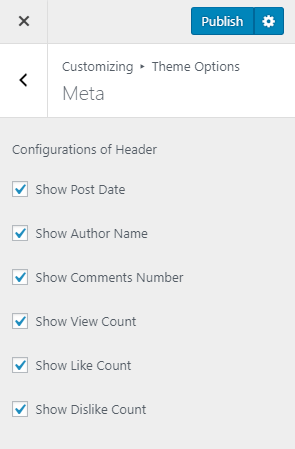 Publish
Customizing ▸ Theme Options
Meta
Configurations of Header
Show Post Date
Show Author Name
Show Comments Number
Show View Count
Show Like Count
Show Dislike Count